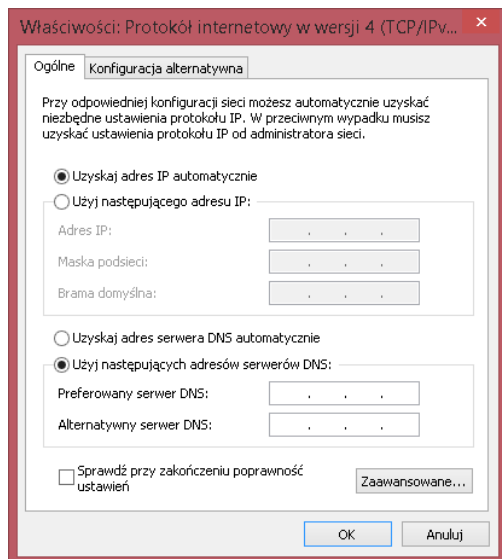 Właściwości: Protokół internetowy w wersji 4 (TCP/IPv...
Ogólne
Konfiguracja alternatywna
Przy odpowiedniej konfiguracji sieci możesz automatycznie uzyskać
niezbędne ustawienia protokołu IP. W przeciwnym wypadku musisz
uzyskać ustawienia protokołu IP od administratora sieci.
Uzyskaj adres IP automatycznie
Użyj następującego adresu IP:
Adres IP:
Maska podsieci:
Brama domyślna:
Uzyskaj adres serwera DNS automatycznie
Użyj następujących adresów serwerów DNS:
Preferowany serwer DNS:
Alternatywny serwer DNS:
Sprawdź przy zakończeniu poprawność
ustawień
Zaawansowane...
OK
Anuluj